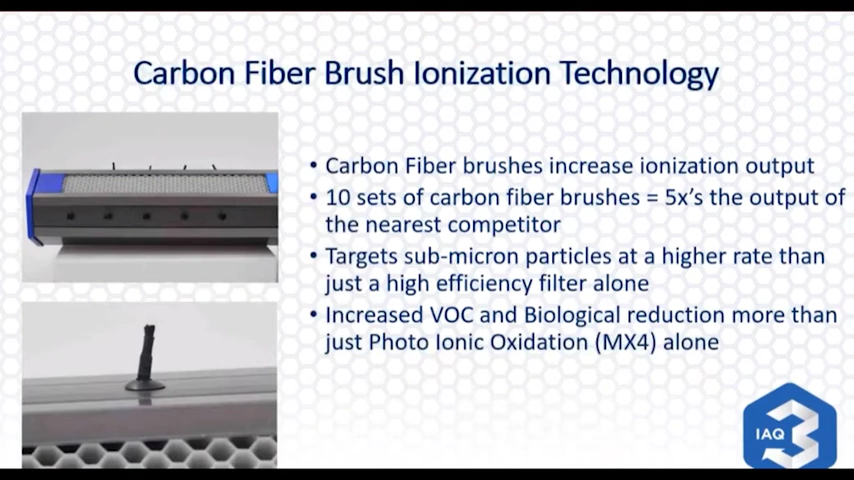 Carbon Fiber Brush Ionization Technology
• Carbon Fiber brushes increase ionization output
• 10 sets of carbon fiber brushes = 5x's the output of
the nearest competitor
• Targets sub-micron particles at a higher rate than
just a high efficiency filter alone
• Increased VOC and Biological reduction more than
just Photo Ionic Oxidation (MX4) alone
IAQ 3